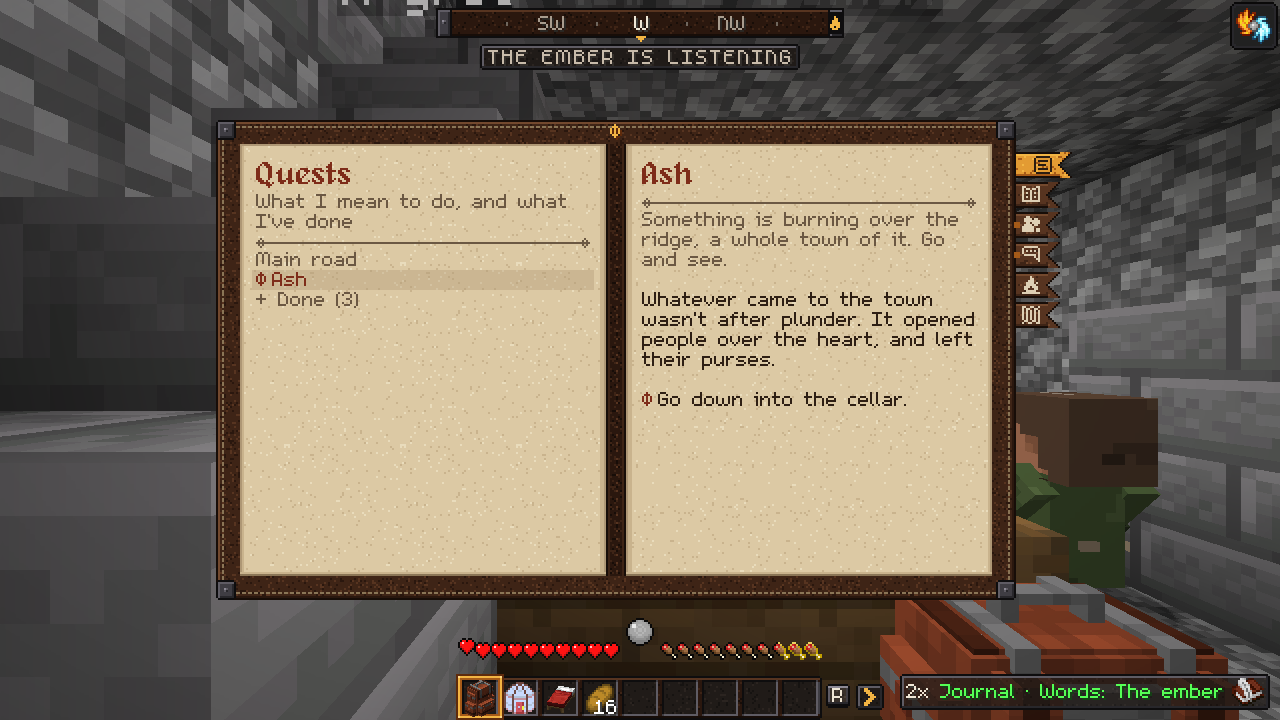 SW · W · NW
THE EMBER IS LISTENING
Quests
What I mean to do, and what
I've done
Main road
Ash
+ Done (3)
Ash
Something is burning over the
ridge, a whole town of it. Go
and see.
Whatever came to the town
wasn't after plunder. It opened
people over the heart, and left
their purses.
Go down into the cellar.
16
R
2x Journal · Words: The ember